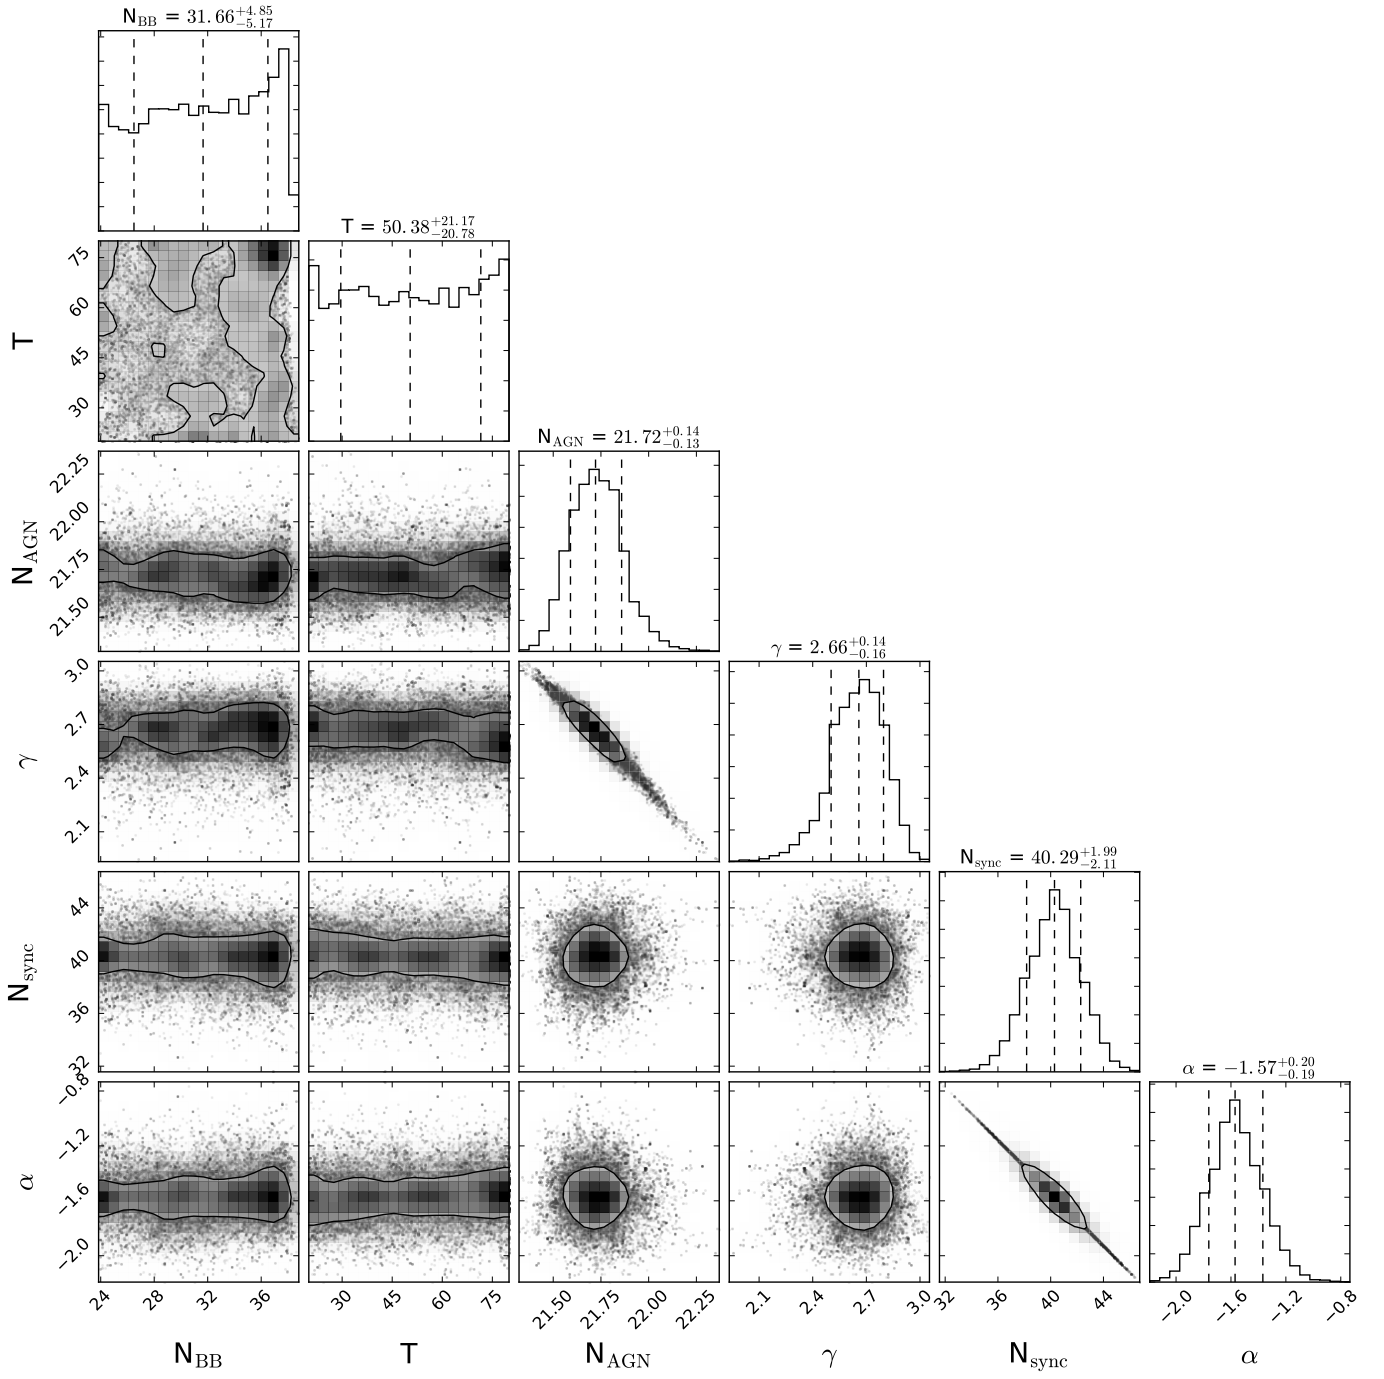 N_BB = 31.66^{+4.85}_{−5.17}
T = 50.38^{+21.17}_{−20.78}
75
60
45
30
T
N_AGN = 21.72^{+0.14}_{−0.13}
22.25
22.00
21.75
21.50
N_AGN
γ = 2.66^{+0.14}_{−0.16}
3.0
2.7
2.4
2.1
γ
N_sync = 40.29^{+1.99}_{−2.11}
44
40
36
32
N_sync
α = −1.57^{+0.20}_{−0.19}
−0.8
−1.2
−1.6
−2.0
α
24 28 32 36
30 45 60 75
21.50 21.75 22.00 22.25
2.1 2.4 2.7 3.0
32 36 40 44
−2.0 −1.6 −1.2 −0.8
N_BB T N_AGN γ N_sync α